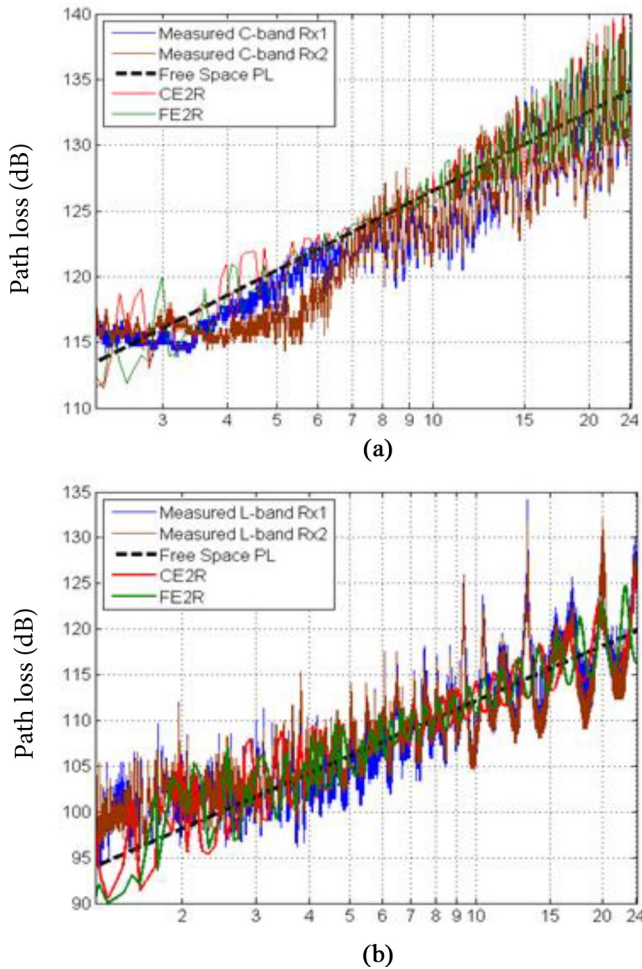 140
135
130
125
120
115
110
Path loss (dB)
Measured C-band Rx1
Measured C-band Rx2
Free Space PL
CE2R
FE2R
3 4 5 6 7 8 9 10 15 20 24
(a)
135
130
125
120
115
110
105
100
95
90
Path loss (dB)
Measured L-band Rx1
Measured L-band Rx2
Free Space PL
CE2R
FE2R
2 3 4 5 6 7 8 9 10 15 20 24
(b)